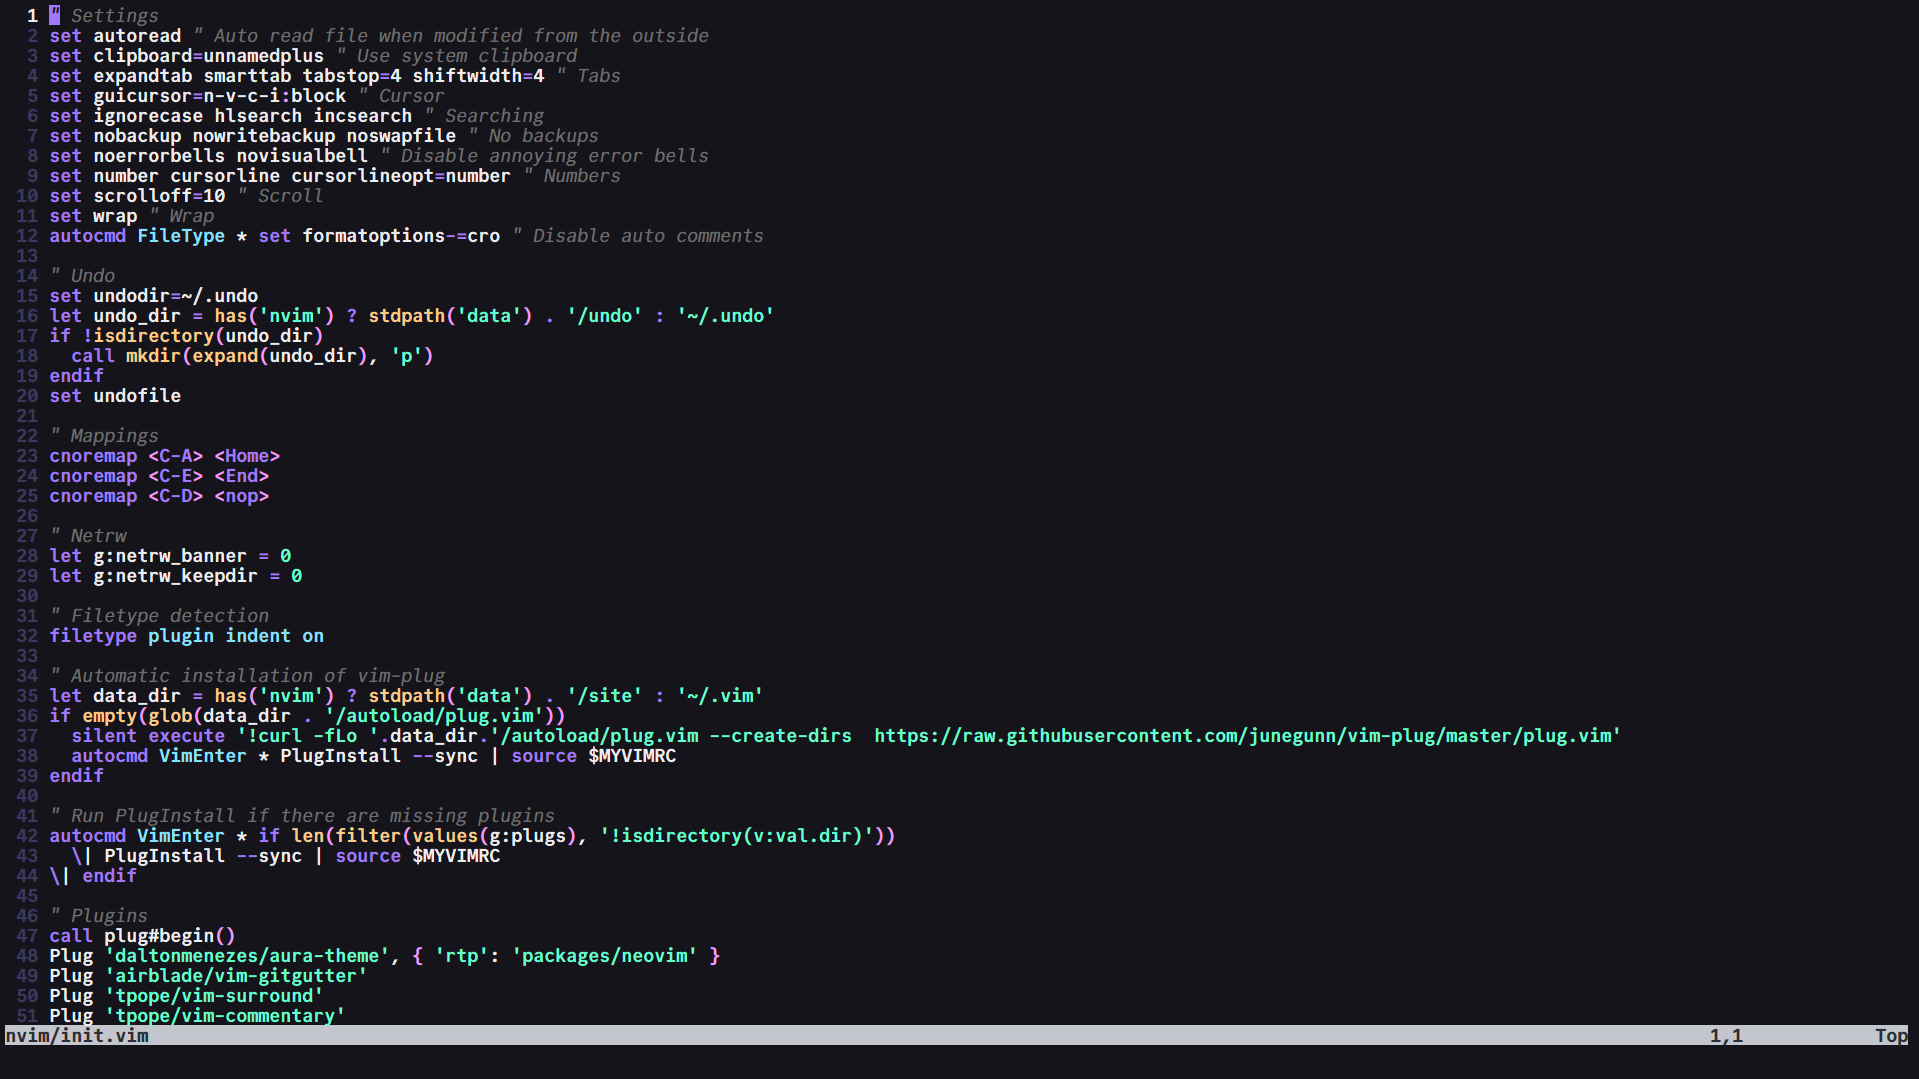 1 " Settings
2 set autoread " Auto read file when modified from the outside
3 set clipboard=unnamedplus " Use system clipboard
4 set expandtab smarttab tabstop=4 shiftwidth=4 " Tabs
5 set guicursor=n-v-c-i:block " Cursor
6 set ignorecase hlsearch incsearch " Searching
7 set nobackup nowritebackup noswapfile " No backups
8 set noerrorbells novisualbell " Disable annoying error bells
9 set number cursorline cursorlineopt=number " Numbers
10 set scrolloff=10 " Scroll
11 set wrap " Wrap
12 autocmd FileType * set formatoptions-=cro " Disable auto comments
13
14 " Undo
15 set undodir=~/.undo
16 let undo_dir = has('nvim') ? stdpath('data') . '/undo' : '~/.undo'
17 if !isdirectory(undo_dir)
18   call mkdir(expand(undo_dir), 'p')
19 endif
20 set undofile
21
22 " Mappings
23 cnoremap <C-A> <Home>
24 cnoremap <C-E> <End>
25 cnoremap <C-D> <nop>
26
27 " Netrw
28 let g:netrw_banner = 0
29 let g:netrw_keepdir = 0
30
31 " Filetype detection
32 filetype plugin indent on
33
34 " Automatic installation of vim-plug
35 let data_dir = has('nvim') ? stdpath('data') . '/site' : '~/.vim'
36 if empty(glob(data_dir . '/autoload/plug.vim'))
37   silent execute '!curl -fLo '.data_dir.'/autoload/plug.vim --create-dirs  https://raw.githubusercontent.com/junegunn/vim-plug/master/plug.vim'
38   autocmd VimEnter * PlugInstall --sync | source $MYVIMRC
39 endif
40
41 " Run PlugInstall if there are missing plugins
42 autocmd VimEnter * if len(filter(values(g:plugs), '!isdirectory(v:val.dir)'))
43   \| PlugInstall --sync | source $MYVIMRC
44 \| endif
45
46 " Plugins
47 call plug#begin()
48 Plug 'daltonmenezes/aura-theme', { 'rtp': 'packages/neovim' }
49 Plug 'airblade/vim-gitgutter'
50 Plug 'tpope/vim-surround'
51 Plug 'tpope/vim-commentary'
nvim/init.vim 1,1 Top